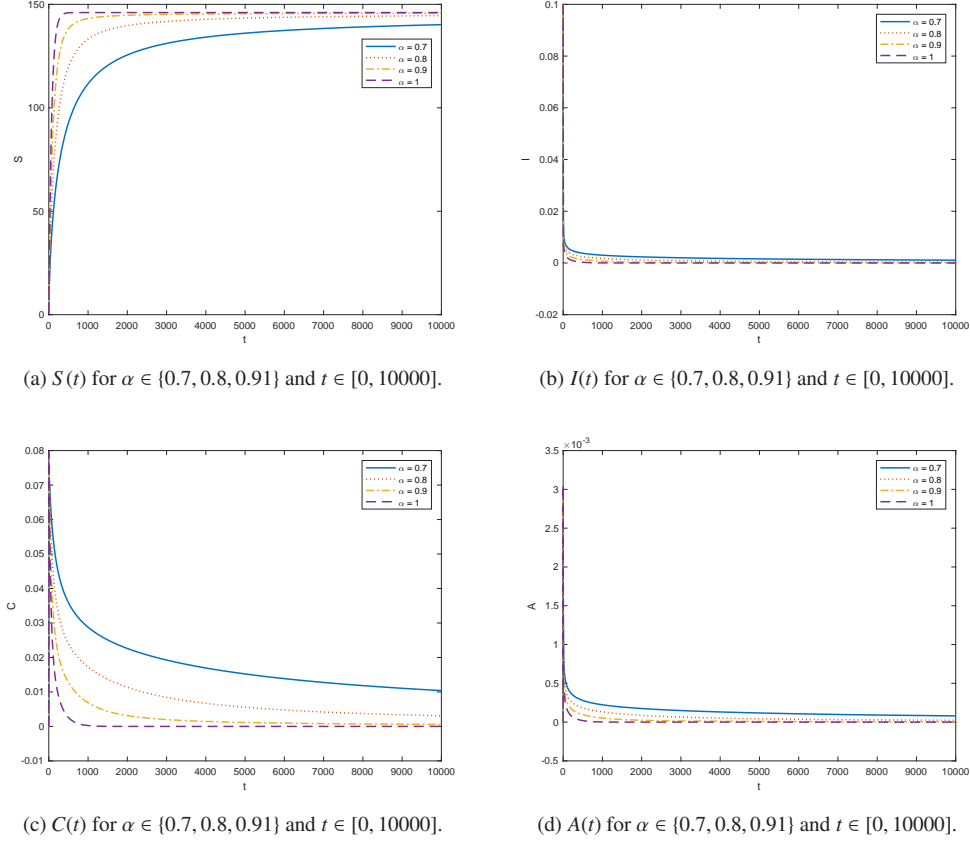 150
100
50
0
S
0 1000 2000 3000 4000 5000 6000 7000 8000 9000 10000
t
α = 0.7
α = 0.8
α = 0.9
α = 1
(a) S(t) for α ∈ {0.7, 0.8, 0.91} and t ∈ [0, 10000].
0.1
0.08
0.06
0.04
0.02
0
-0.02
I
0 1000 2000 3000 4000 5000 6000 7000 8000 9000 10000
t
α = 0.7
α = 0.8
α = 0.9
α = 1
(b) I(t) for α ∈ {0.7, 0.8, 0.91} and t ∈ [0, 10000].
0.08
0.07
0.06
0.05
0.04
0.03
0.02
0.01
0
-0.01
C
0 1000 2000 3000 4000 5000 6000 7000 8000 9000 10000
t
α = 0.7
α = 0.8
α = 0.9
α = 1
(c) C(t) for α ∈ {0.7, 0.8, 0.91} and t ∈ [0, 10000].
×10⁻³
3.5
3
2.5
2
1.5
1
0.5
0
-0.5
A
0 1000 2000 3000 4000 5000 6000 7000 8000 9000 10000
t
α = 0.7
α = 0.8
α = 0.9
α = 1
(d) A(t) for α ∈ {0.7, 0.8, 0.91} and t ∈ [0, 10000].